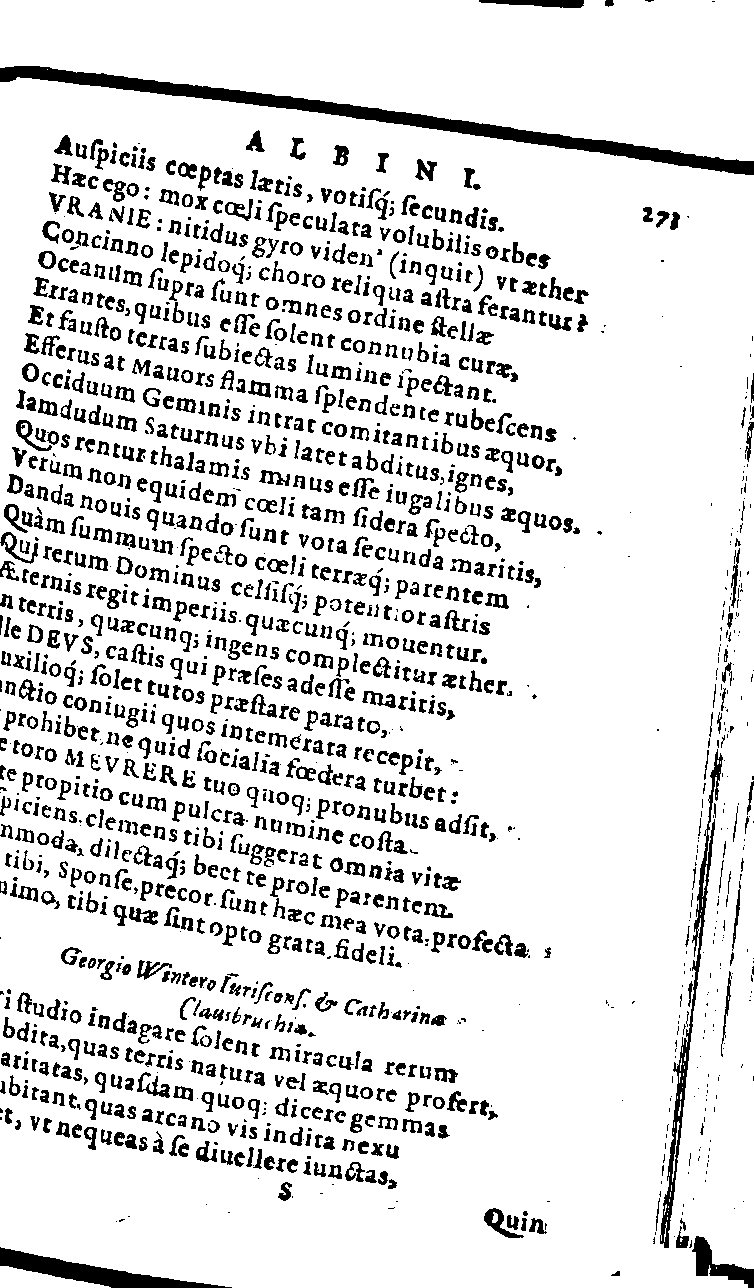 ALBINI. 273
Auſpiciis cœptas lætis, votiſq́; ſecundis.
Hæc ego: mox cœli ſpeculata volubilis orbes
VRANIE: nitidus gyro viden' (inquit) vt æther
Concinno lepidoq́; choro reliqua aſtra ferantur?
Oceanum ſupra ſunt omnes ordine ſtellæ
Errantes, quibus eſſe ſolent connubia curæ,
Et fauſto terras ſubiectas lumine ſpectant.
Efferus at Mauors flamma ſplendente rubeſcens
Occiduum Geminis intrat comitantibus æquor,
Iamdudum Saturnus vbi latet abditus, ignes,
Quos rentur thalamis minus eſſe iugalibus æquos.
Verùm non equidem cœli tam ſidera ſpecto,
Danda nouis quando ſunt vota ſecunda maritis,
Quàm ſummum ſpecto cœli terræq́; parentem
Qui rerum Dominus celſiſq́; potentior aſtris
Æternis regit imperiis quæcunq́; mouentur.
n terris, quæcunq; ingens complectitur æther.
lle DEVS, caſtis qui præſes adeſſe maritis,
uxilioq́; ſolet tutos præſtare parato,
nctio coniugii quos intemerata recepit,
prohibet, ne quid ſocialia fœdera turbet:
e toro MEVRERE tuo quoq; pronubus adſit,
te propitio cum pulcra numine coſta
piciens clemens tibi ſuggerat omnia vitæ
nmoda, dilectaq́; beet te prole parentem.
tibi, Sponſe, precor. ſunt hæc mea vota, profecta
nimo, tibi quæ ſint opto grata, fideli.
Georgio Wintero Iuriſconſ. & Catharinæ
Clausbruchiæ.
i ſtudio indagare ſolent miracula rerum
bdita, quas terris natura vel æquore profert,
aritatas, quaſdam quoq; dicere gemmas
ubitant, quas arcano vis indita nexu
et, vt nequeas à ſe diuellere iunctas,
S
Quin